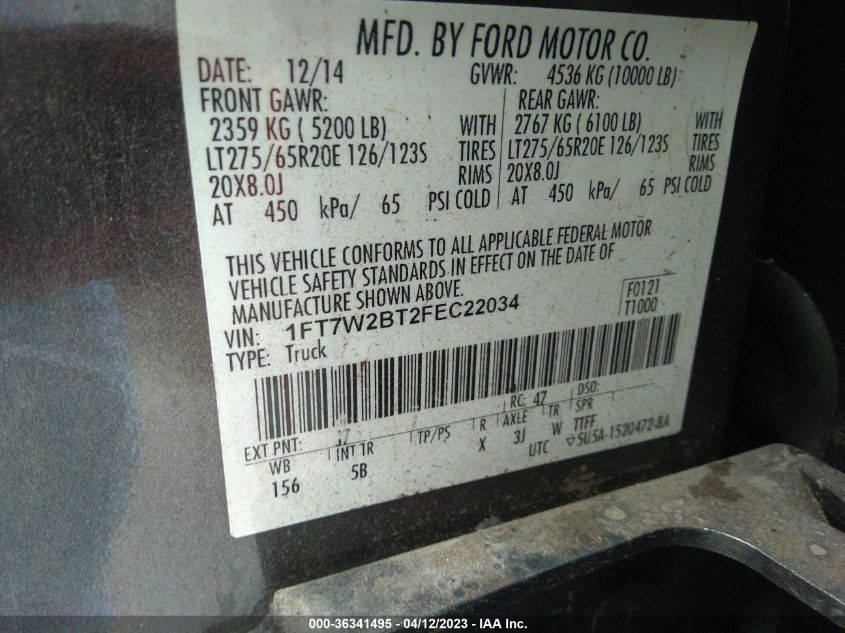 MFD. BY FORD MOTOR CO.
DATE: 12/14 GVWR: 4536 KG (10000 LB)
FRONT GAWR: REAR GAWR:
2359 KG ( 5200 LB) WITH 2767 KG ( 6100 LB) WITH
LT275/65R20E 126/123S TIRES LT275/65R20E 126/123S TIRES
20X8.0J RIMS 20X8.0J RIMS
AT 450 kPa/ 65 PSI COLD AT 450 kPa/ 65 PSI COLD
THIS VEHICLE CONFORMS TO ALL APPLICABLE FEDERAL MOTOR
VEHICLE SAFETY STANDARDS IN EFFECT ON THE DATE OF
MANUFACTURE SHOWN ABOVE.
VIN: 1FT7W2BT2FEC22034 F0121
TYPE: Truck T1000
EXT PNT: RC: 47 DSO:
WB INT TR TP/PS R AXLE TR SPR
156 5B X 3J W TTFF
UTC ▽5U5A-1520472-BA
000-36341495 - 04/12/2023 - IAA Inc.